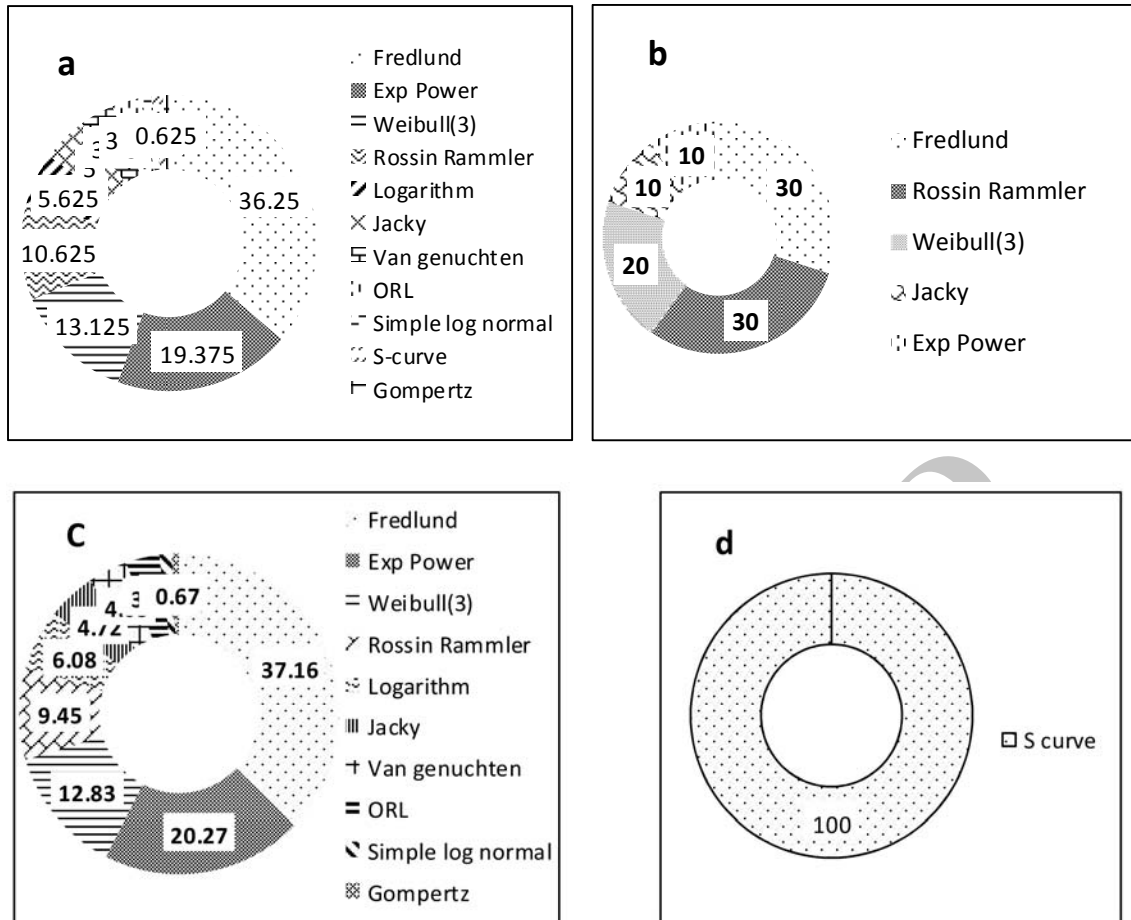 a
Fredlund
Exp Power
Weibull(3)
Rossin Rammler
Logarithm
Jacky
Van genuchten
ORL
Simple log normal
S-curve
Gompertz
3 0.625
5.625
36.25
10.625
13.125
19.375
b
Fredlund
Rossin Rammler
Weibull(3)
Jacky
Exp Power
10
10
30
20
30
C
Fredlund
Exp Power
Weibull(3)
Rossin Rammler
Logarithm
Jacky
Van genuchten
ORL
Simple log normal
Gompertz
4. 3 0.67
4.72
6.08
37.16
9.45
12.83
20.27
d
S curve
100